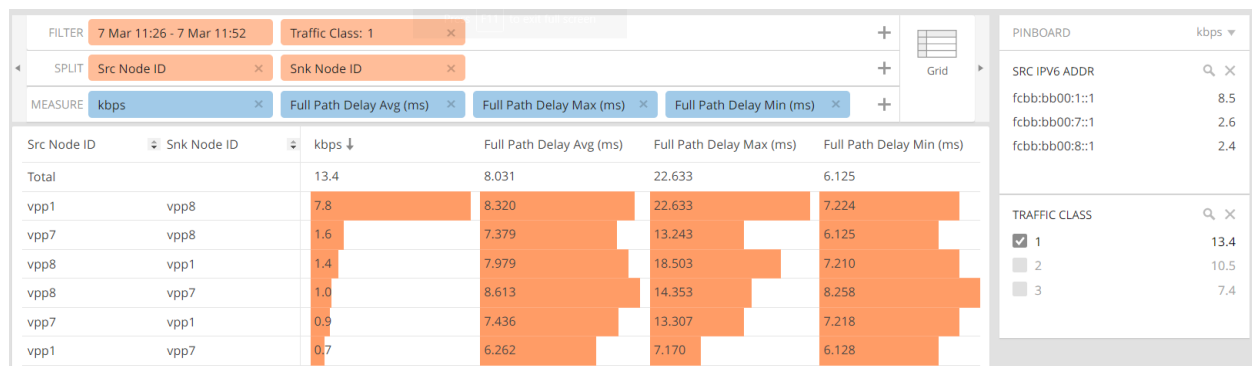 FILTER 7 Mar 11:26 - 7 Mar 11:52 Traffic Class: 1 × +
SPLIT Src Node ID × Snk Node ID × +
MEASURE kbps × Full Path Delay Avg (ms) × Full Path Delay Max (ms) × Full Path Delay Min (ms) × +
Grid
Src Node ID Snk Node ID kbps ↓ Full Path Delay Avg (ms) Full Path Delay Max (ms) Full Path Delay Min (ms)
Total 13.4 8.031 22.633 6.125
vpp1 vpp8 7.8 8.320 22.633 7.224
vpp7 vpp8 1.6 7.379 13.243 6.125
vpp8 vpp1 1.4 7.979 18.503 7.210
vpp8 vpp7 1.0 8.613 14.353 8.258
vpp7 vpp1 0.9 7.436 13.307 7.218
vpp1 vpp7 0.7 6.262 7.170 6.128
PINBOARD kbps
SRC IPV6 ADDR
fcbb:bb00:1::1 8.5
fcbb:bb00:7::1 2.6
fcbb:bb00:8::1 2.4
TRAFFIC CLASS
1 13.4
2 10.5
3 7.4